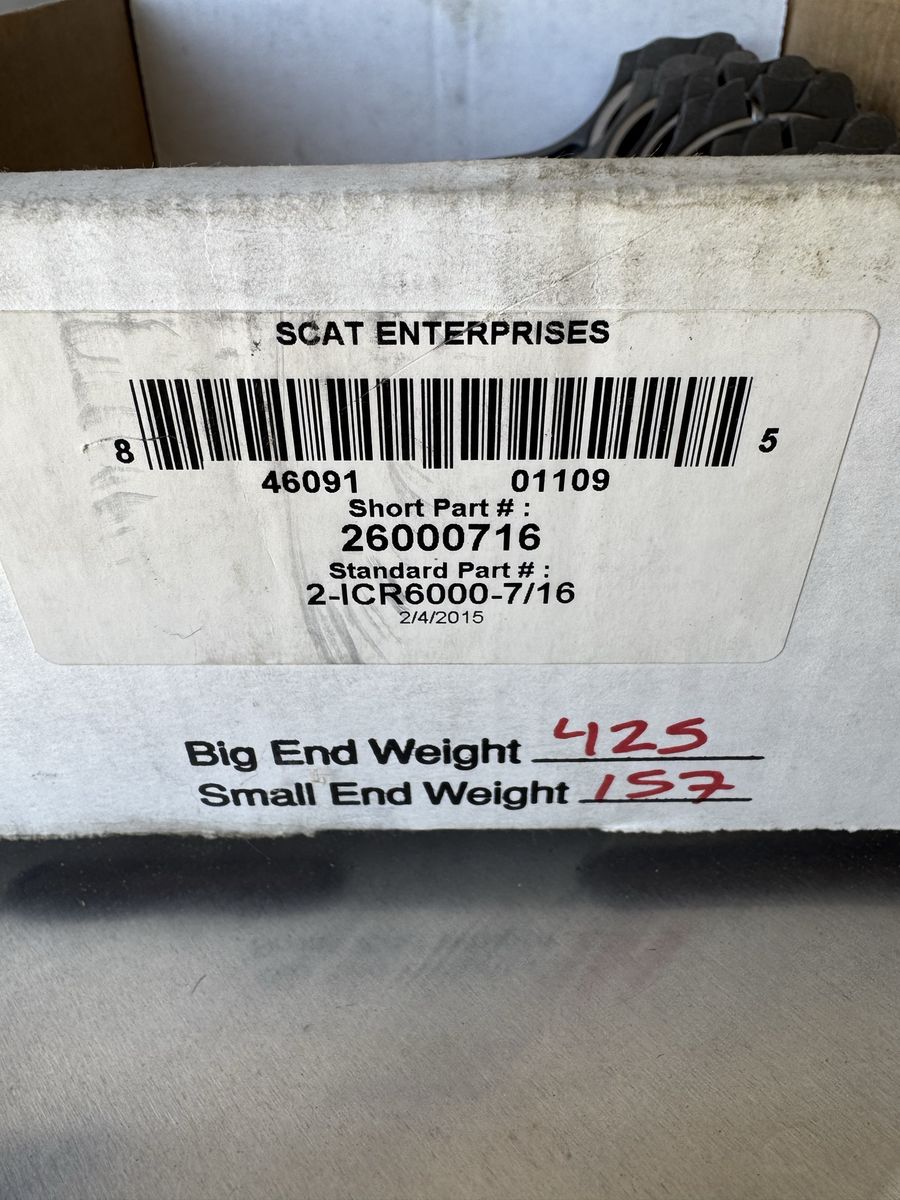 SCAT ENTERPRISES
8 46091 01109 5
Short Part # :
26000716
Standard Part # :
2-ICR6000-7/16
2/4/2015
Big End Weight 425
Small End Weight 157